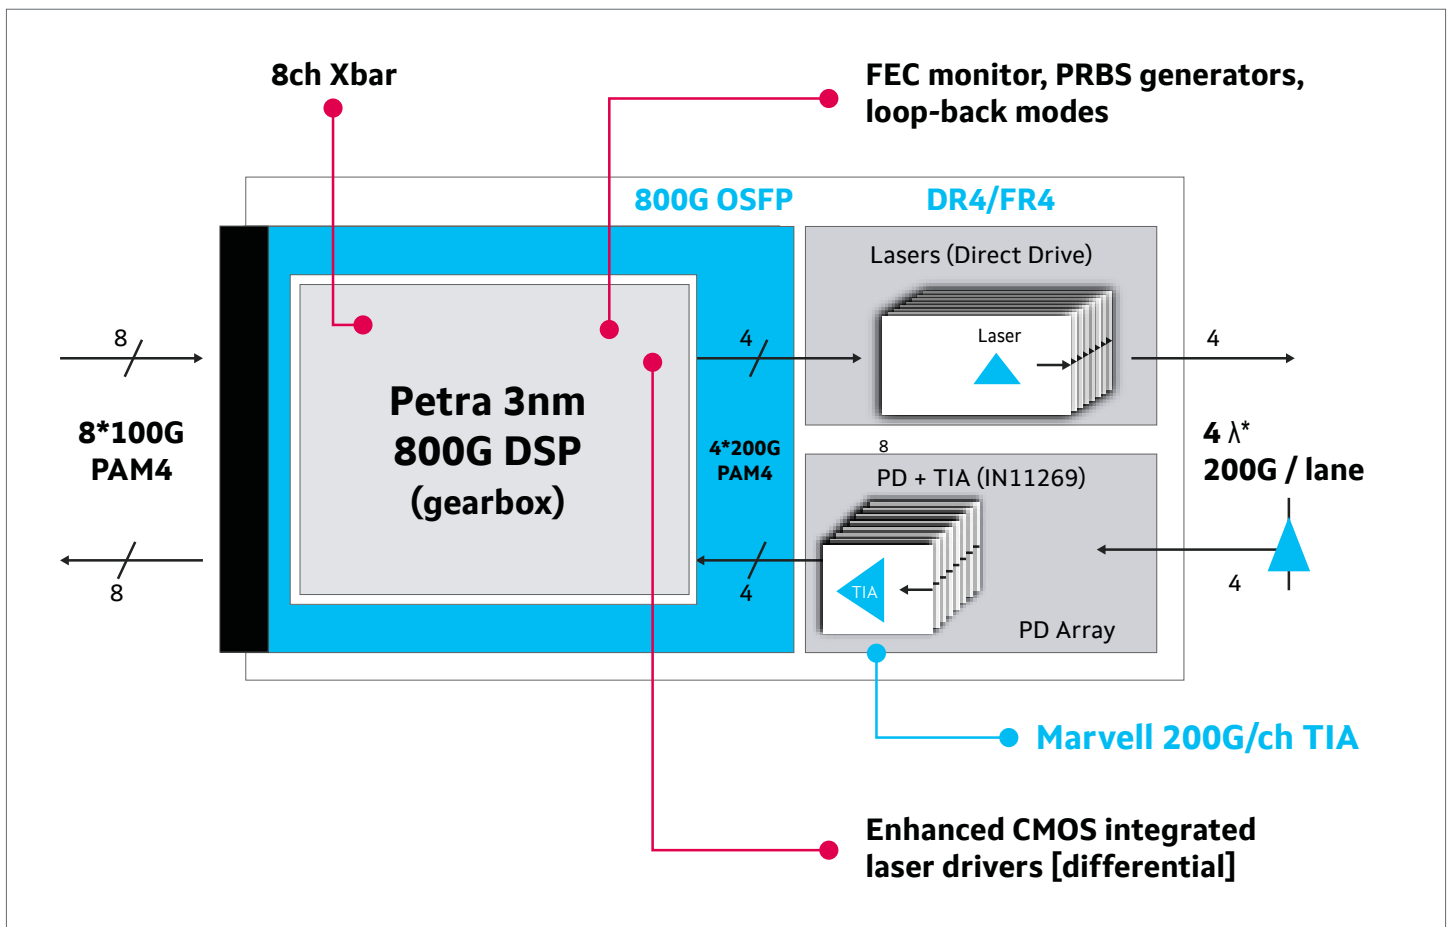 8ch Xbar
FEC monitor, PRBS generators,
loop-back modes
800G OSFP
DR4/FR4
Lasers (Direct Drive)
Laser
8
4
4
8*100G
PAM4
Petra 3nm
800G DSP
(gearbox)
4*200G
PAM4
8
4 λ*
200G / lane
PD + TIA (IN11269)
TIA
8
4
4
PD Array
Marvell 200G/ch TIA
Enhanced CMOS integrated
laser drivers [differential]